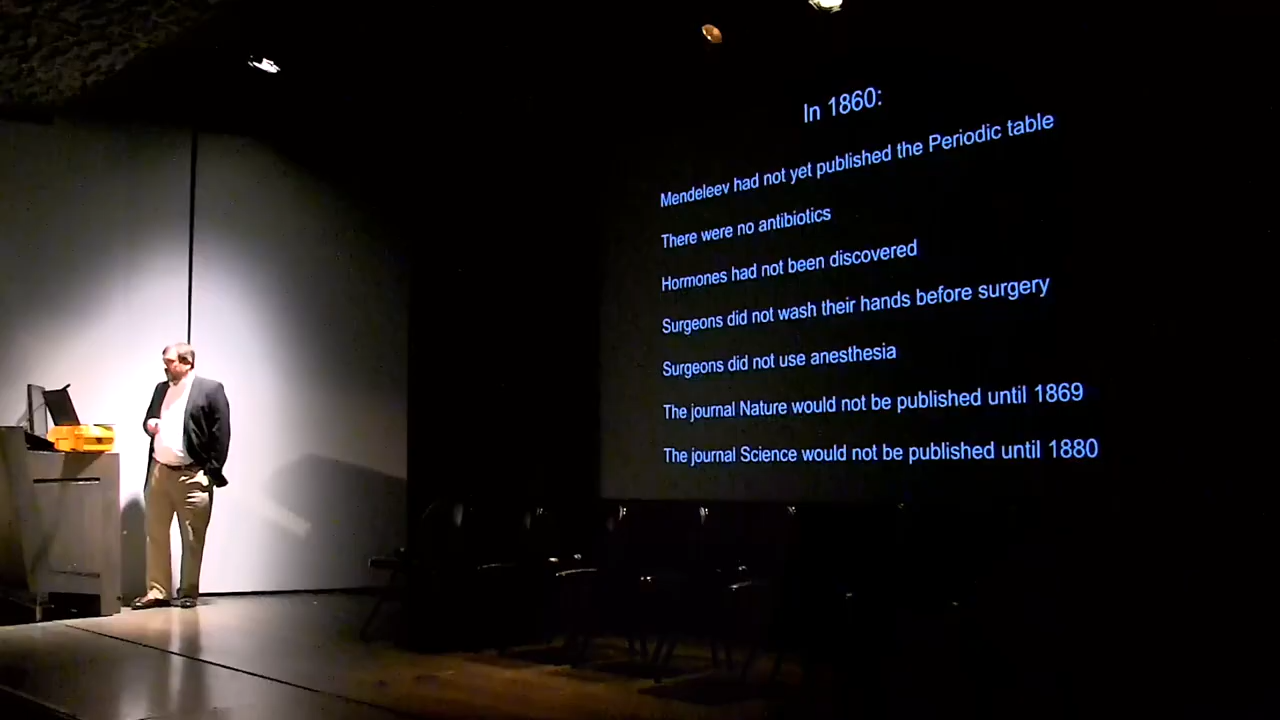 In 1860:
Mendeleev had not yet published the Periodic table
There were no antibiotics
Hormones had not been discovered
Surgeons did not wash their hands before surgery
Surgeons did not use anesthesia
The journal Nature would not be published until 1869
The journal Science would not be published until 1880